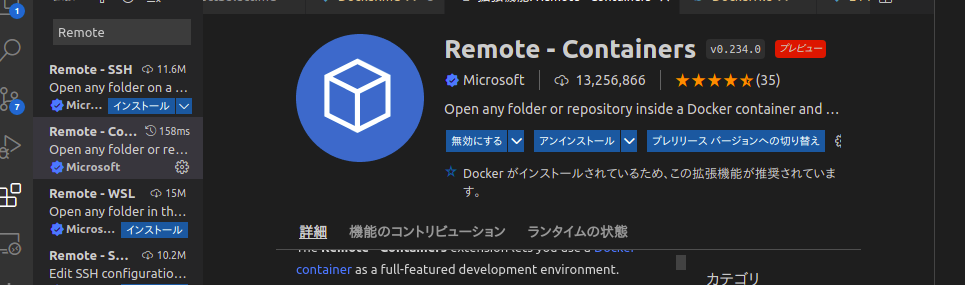 拡張機能: Remote - Containers
Remote
1
7
Remote - SSH 11.6M
Open any folder on a ...
Micr... インストール
Remote - Co... 158ms
Open any folder or re...
Microsoft
Remote - WSL 15M
Open any folder in th...
Micros... インストール
Remote - S... 10.2M
Edit SSH configuratio...
Remote - Containers v0.234.0 プレビュー
Microsoft 13,256,866 (35)
Open any folder or repository inside a Docker container and ...
無効にする アンインストール プレリリース バージョンへの切り替え
Docker がインストールされているため、この拡張機能が推奨されていま
す。
詳細 機能のコントリビューション ランタイムの状態
The Remote - Containers extension lets you use a Docker
container as a full-featured development environment.
カテゴリ